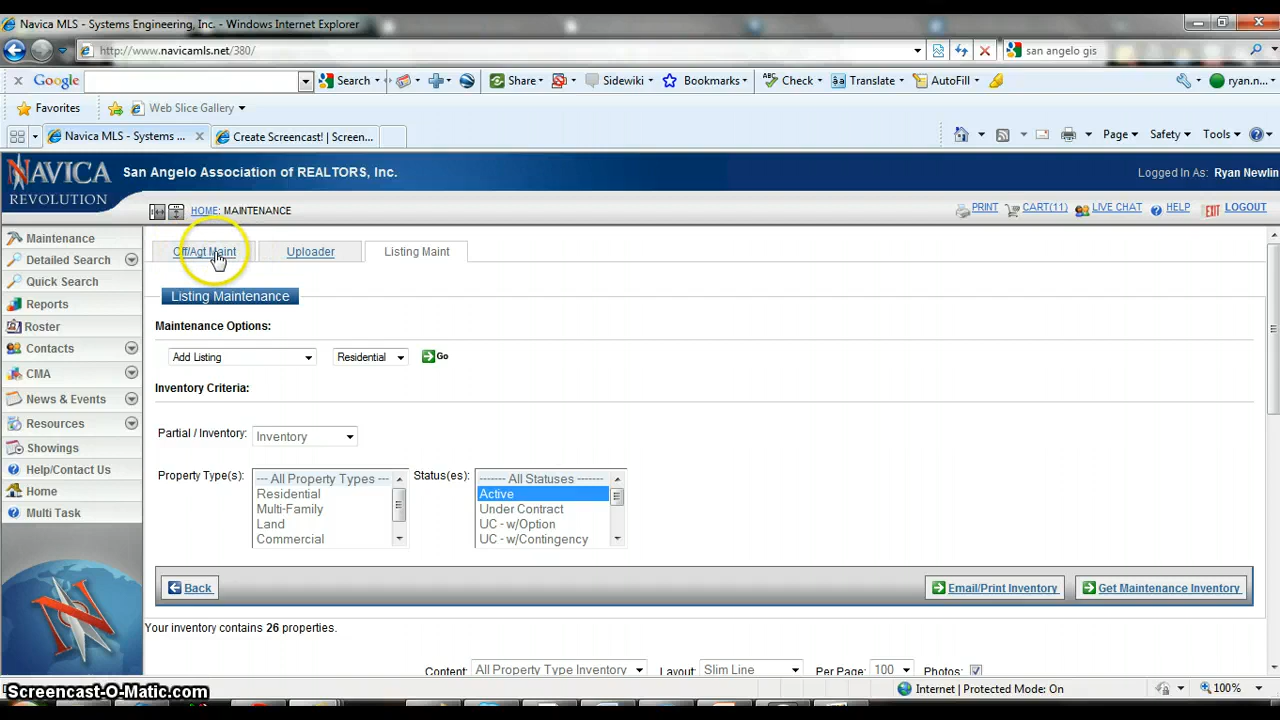 Navica MLS - Systems Engineering, Inc. - Windows Internet Explorer
http://www.navicamls.net/380/
san angelo gis
Google
Search
Share
Sidewiki
Bookmarks
Check
Translate
AutoFill
ryan.n...
Favorites
Web Slice Gallery
Navica MLS - Systems ...
Create Screencast! | Screen...
Page
Safety
Tools
NAVICA
REVOLUTION
San Angelo Association of REALTORS, Inc.
Logged In As: Ryan Newlin
HOME: MAINTENANCE
PRINT
CART(11)
LIVE CHAT
HELP
EXIT
LOGOUT
Maintenance
Detailed Search
Quick Search
Reports
Roster
Contacts
CMA
News & Events
Resources
Showings
Help/Contact Us
Home
Multi Task
Off/Agt Maint
Uploader
Listing Maint
Listing Maintenance
Maintenance Options:
Add Listing
Residential
Go
Inventory Criteria:
Partial / Inventory:
Inventory
Property Type(s):
--- All Property Types ---
Residential
Multi-Family
Land
Commercial
Status(es):
------- All Statuses -------
Active
Under Contract
UC - w/Option
UC - w/Contingency
Back
Email/Print Inventory
Get Maintenance Inventory
Your inventory contains 26 properties.
Content:
All Property Type Inventory
Layout:
Slim Line
Per Page:
100
Photos:
Screencast-O-Matic.com
Internet | Protected Mode: On
100%